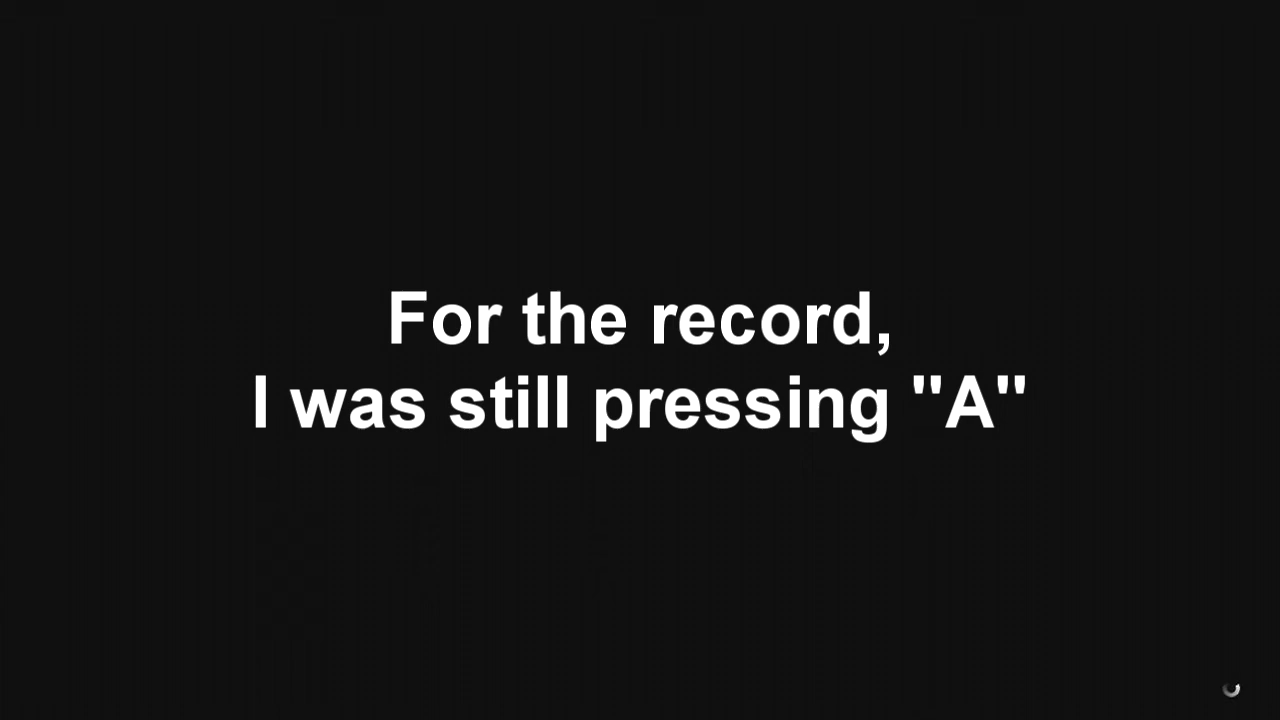 For the record,
I was still pressing "A"